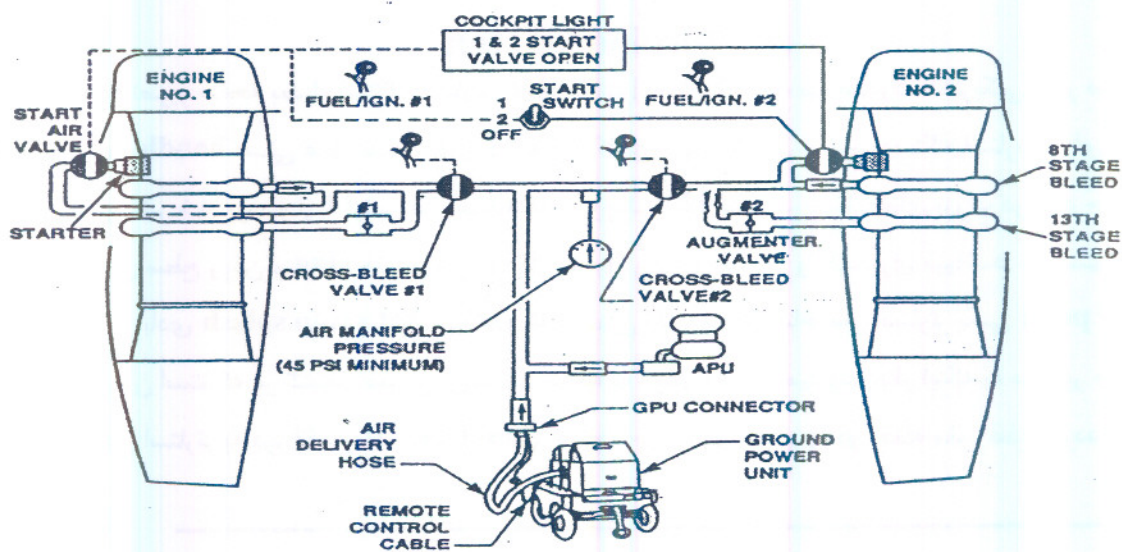 COCKPIT LIGHT
1 & 2 START
VALVE OPEN
ENGINE
NO. 1
ENGINE
NO. 2
START
AIR
VALVE
FUEL/IGN. #1
1
2
OFF
START
SWITCH
FUEL/IGN. #2
8TH
STAGE
BLEED
#1
#2
STARTER
AUGMENTER
VALVE
13TH
STAGE
BLEED
CROSS-BLEED
VALVE #1
CROSS-BLEED
VALVE#2
AIR MANIFOLD
PRESSURE
(45 PSI MINIMUM)
APU
GPU CONNECTOR
AIR
DELIVERY
HOSE
GROUND
POWER
UNIT
REMOTE
CONTROL
CABLE